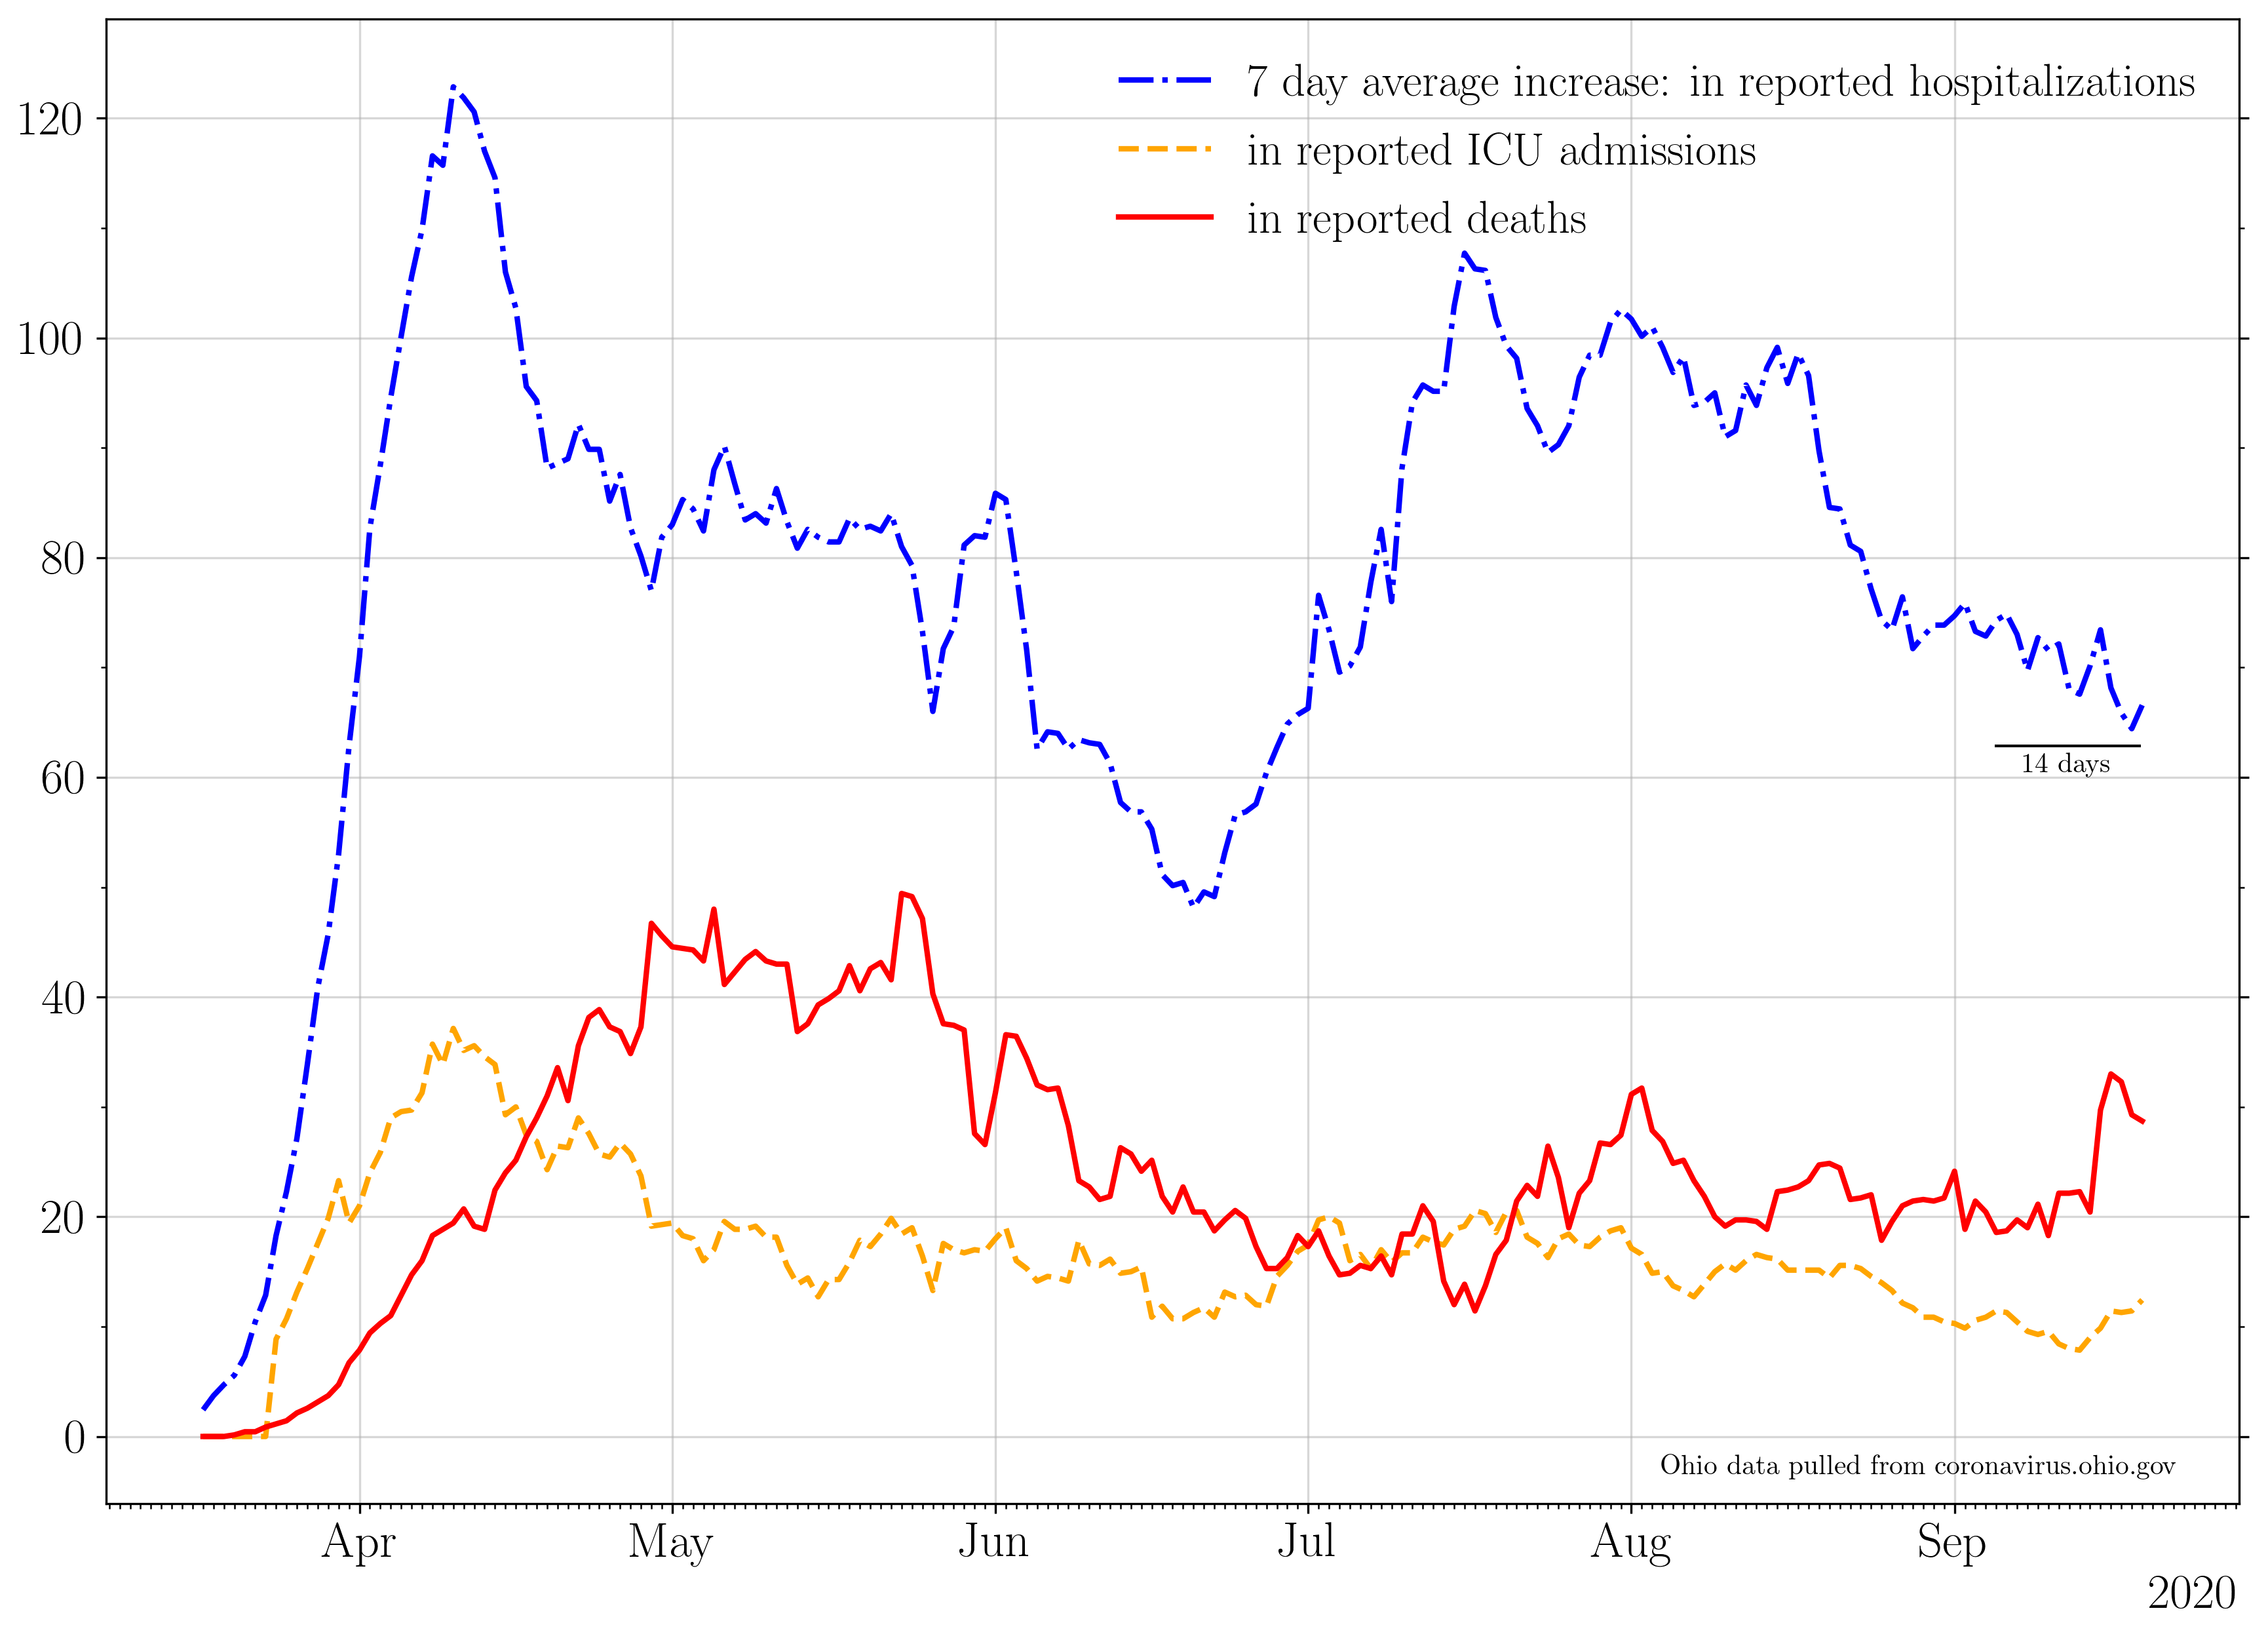 7 day average increase: in reported hospitalizations
in reported ICU admissions
in reported deaths
120
100
80
60
40
20
0
14 days
Ohio data pulled from coronavirus.ohio.gov
Apr May Jun Jul Aug Sep
2020